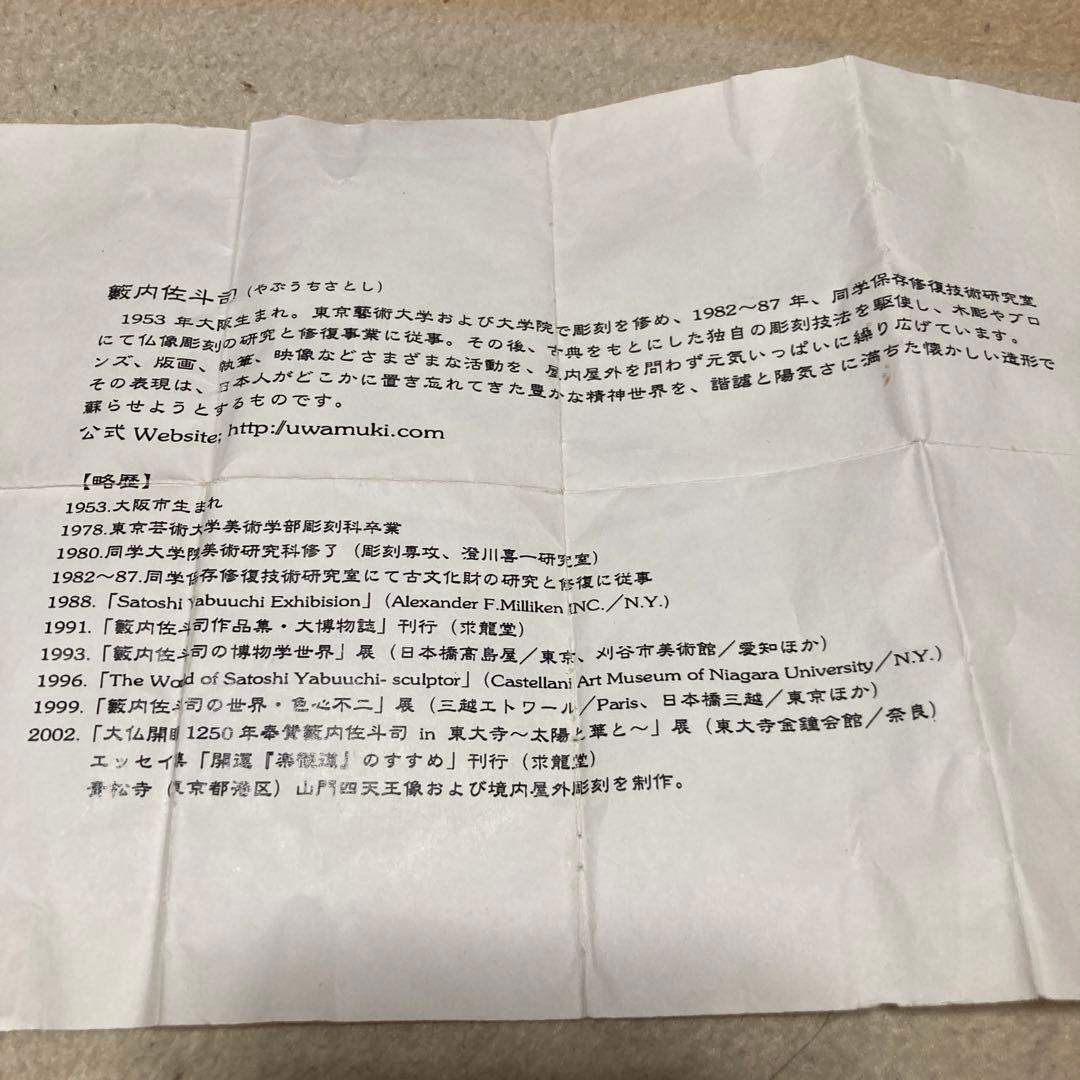 籔内佐斗司 (やぶうちさとし)
1953 年大阪生まれ。東京藝術大学および大学院で彫刻を修め、1982～87 年、同学保存修復技術研究室
にて仏像彫刻の研究と修復事業に従事。その後、古典をもとにした独自の彫刻技法を駆使し、木彫やブロ
ンズ、版画、執筆、映像などさまざまな活動を、屋内屋外を問わず元気いっぱいに繰り広げています。
その表現は、日本人がどこかに置き忘れてきた豊かな精神世界を、諧謔と陽気さに満ちた懐かしい造形で
蘇らせようとするものです。
公式 Website; http://uwamuki.com
【略歴】
1953.大阪市生まれ
1978.東京芸術大学美術学部彫刻科卒業
1980.同学大学院美術研究科修了（彫刻専攻、澄川喜一研究室）
1982～87.同学保存修復技術研究室にて古文化財の研究と修復に従事
1988.「Satoshi Yabuuchi Exhibision」(Alexander F.Milliken INC.／N.Y.)
1991.「籔内佐斗司作品集・大博物誌」刊行（求龍堂）
1993.「籔内佐斗司の博物学世界」展（日本橋高島屋／東京、刈谷市美術館／愛知ほか）
1996.「The World of Satoshi Yabuuchi- sculptor」(Castellani Art Museum of Niagara University／N.Y.)
1999.「籔内佐斗司の世界・色心不二」展（三越エトワール／Paris、日本橋三越／東京ほか）
2002.「大仏開眼1250年奉賛籔内佐斗司 in 東大寺～太陽と華と～」展（東大寺金鐘会館／奈良）
エッセイ集「開運『楽観道』のすすめ」刊行（求龍堂）
青松寺（東京都港区）山門四天王像および境内屋外彫刻を制作。